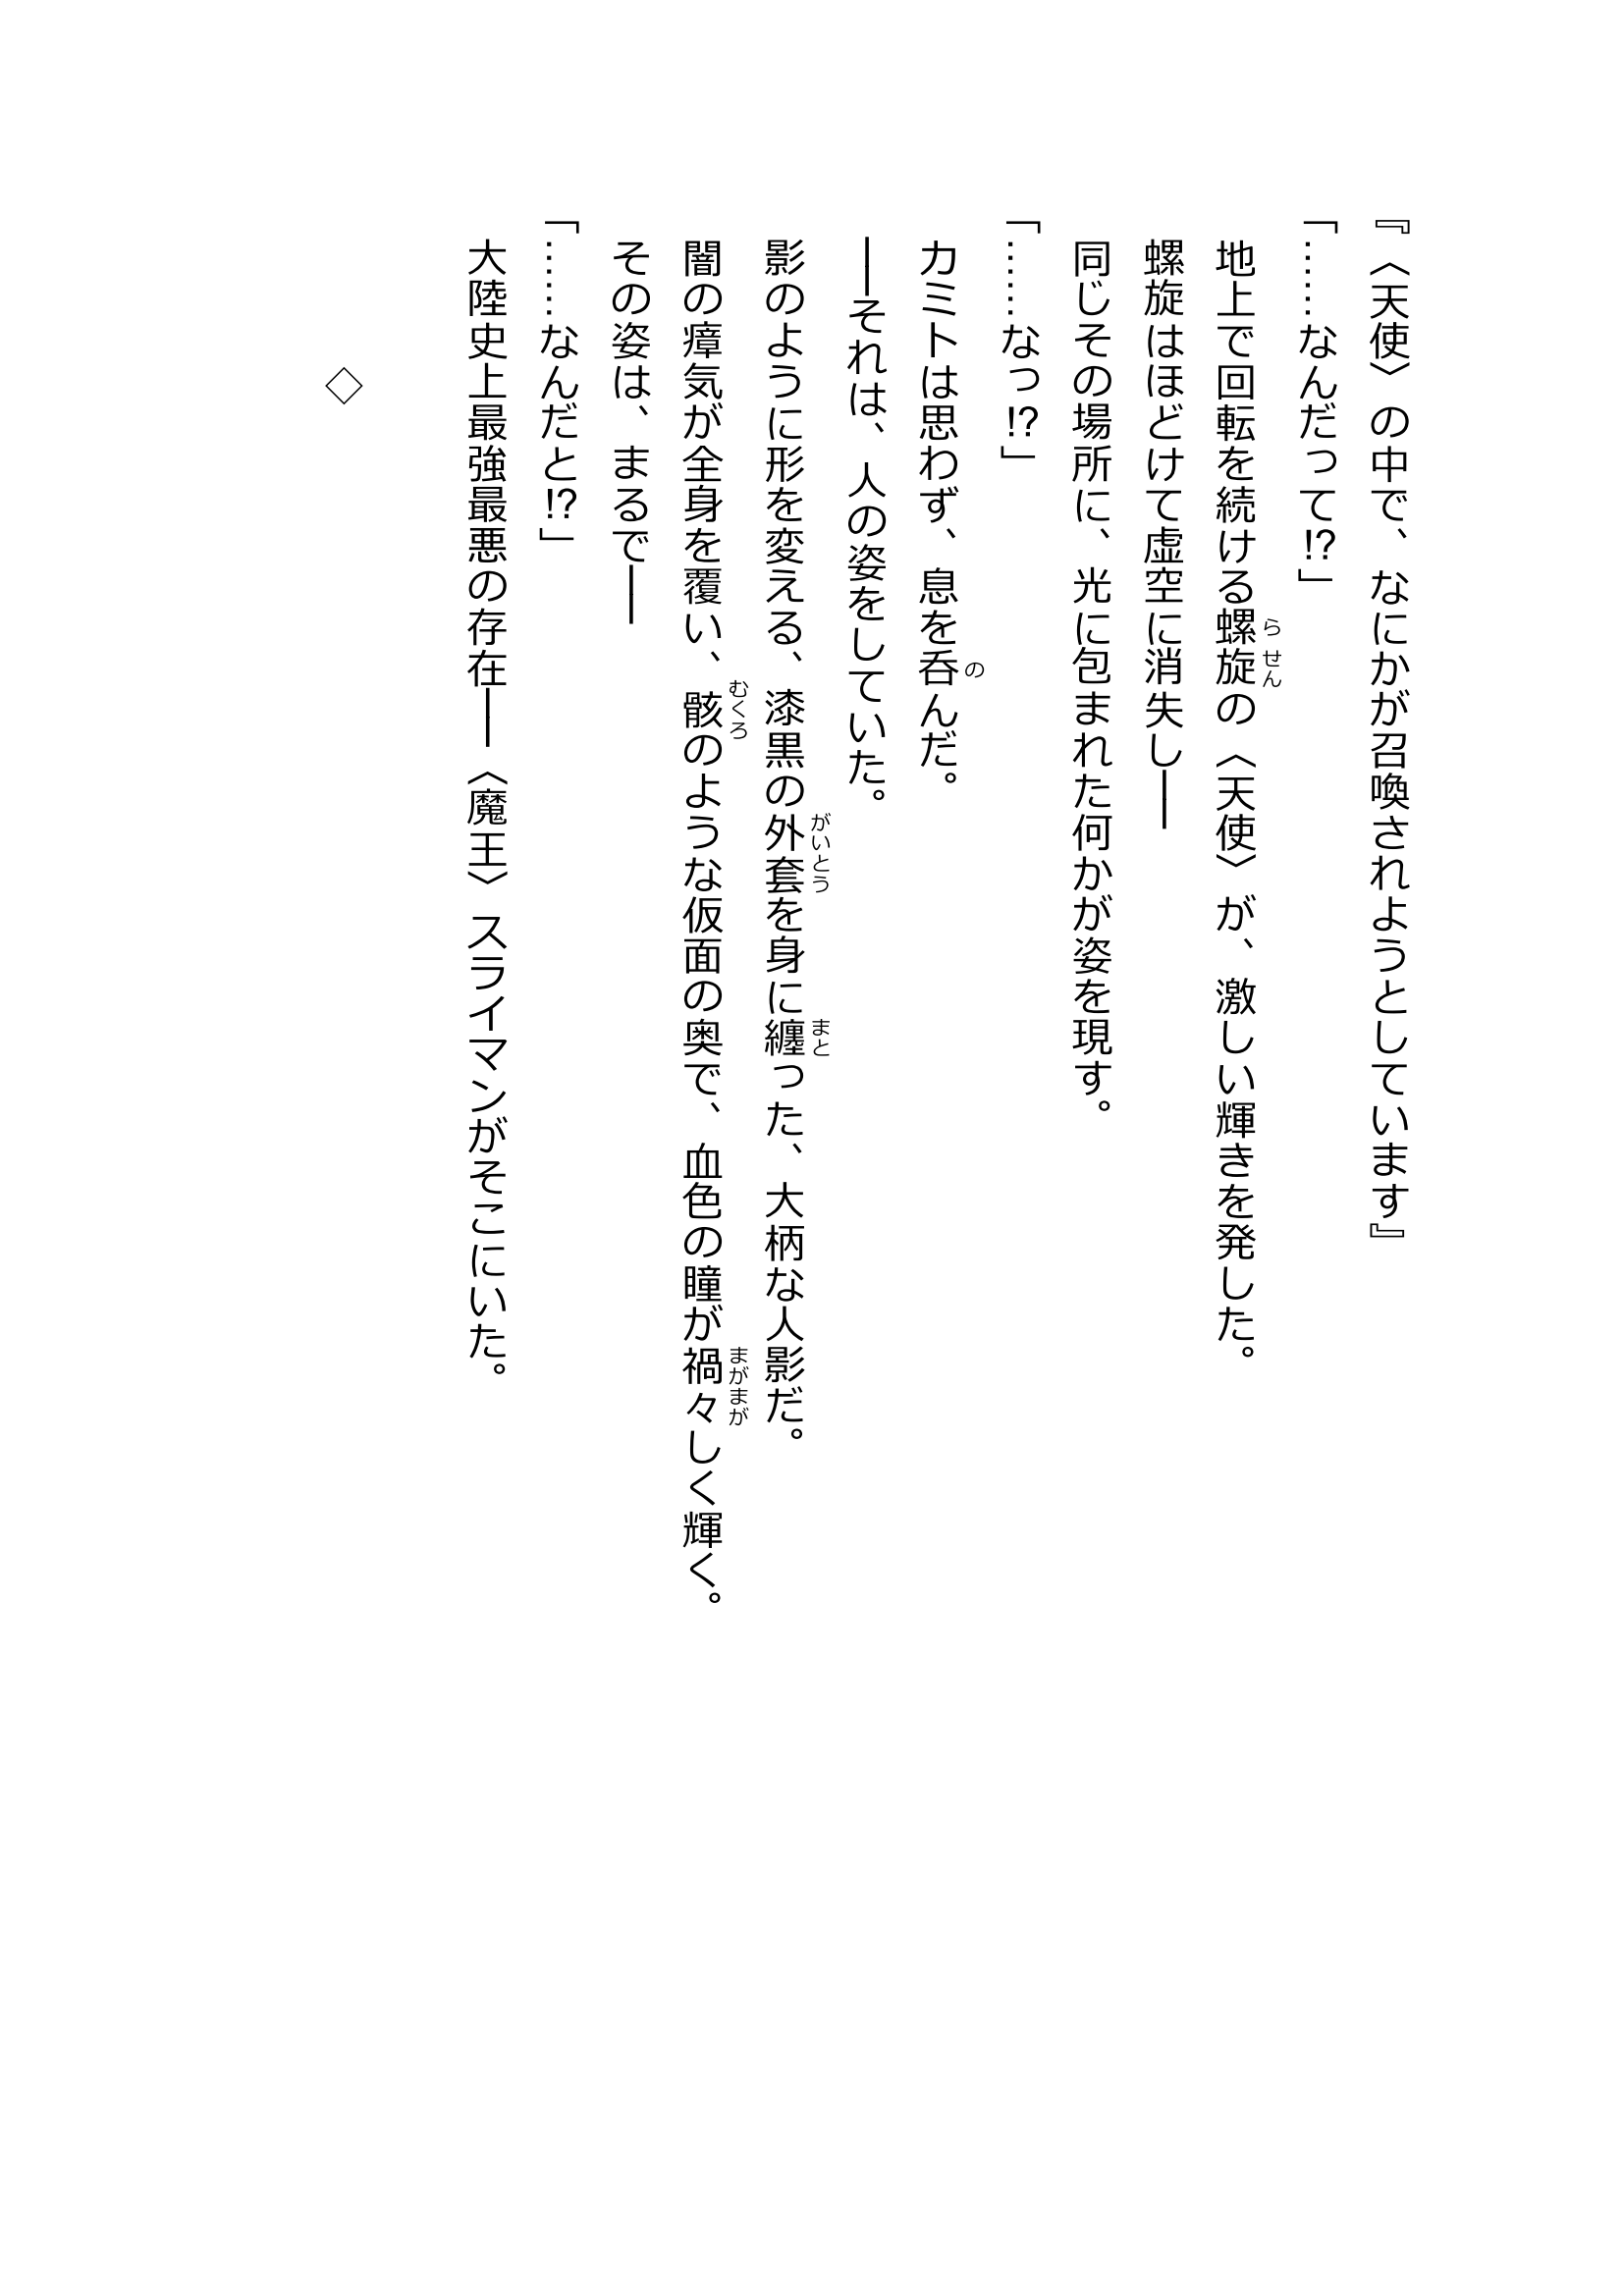 『〈天使〉の中で、なにかが召喚されようとしています』
「……なんだって!?」
地上で回転を続ける螺旋の〈天使〉が、激しい輝きを発した。
螺旋はほどけて虚空に消失し――
同じその場所に、光に包まれた何かが姿を現す。
「……なっ!?」
カミトは思わず、息を呑んだ。
――それは、人の姿をしていた。
影のように形を変える、漆黒の外套を身に纏った、大柄な人影だ。
闇の瘴気が全身を覆い、骸のような仮面の奥で、血色の瞳が禍々しく輝く。
その姿は、まるで――
「……なんだと!?」
大陸史上最強最悪の存在――〈魔王〉スライマンがそこにいた。
◇